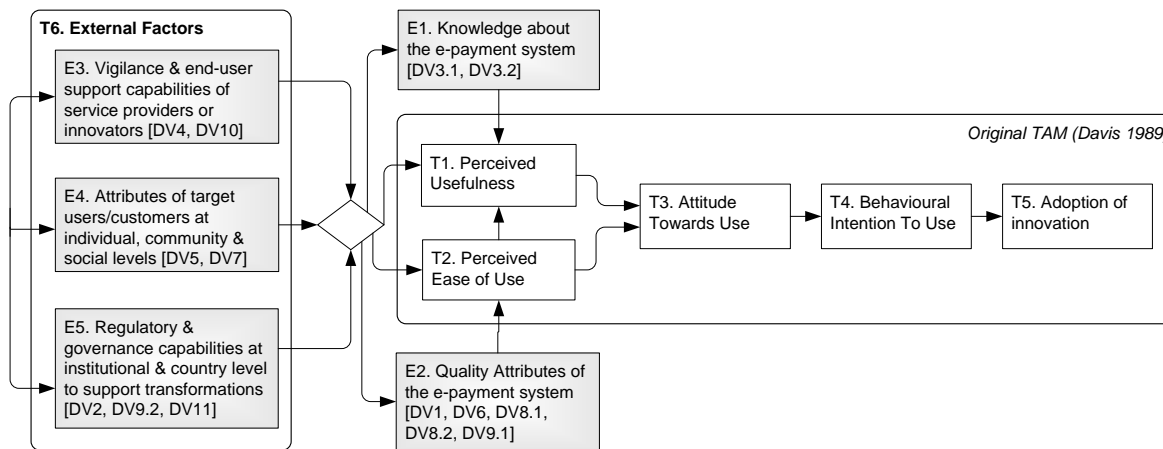 T6. External Factors
E3. Vigilance & end-user
support capabilities of
service providers or
innovators [DV4, DV10]
E4. Attributes of target
users/customers at
individual, community &
social levels [DV5, DV7]
E5. Regulatory &
governance capabilities at
institutional & country level
to support transformations
[DV2, DV9.2, DV11]
E1. Knowledge about
the e-payment system
[DV3.1, DV3.2]
Original TAM (Davis 1989
T1. Perceived
Usefulness
T2. Perceived
Ease of Use
T3. Attitude
Towards Use
T4. Behavioural
Intention To Use
T5. Adoption of
innovation
E2. Quality Attributes of
the e-payment system
[DV1, DV6, DV8.1,
DV8.2, DV9.1]